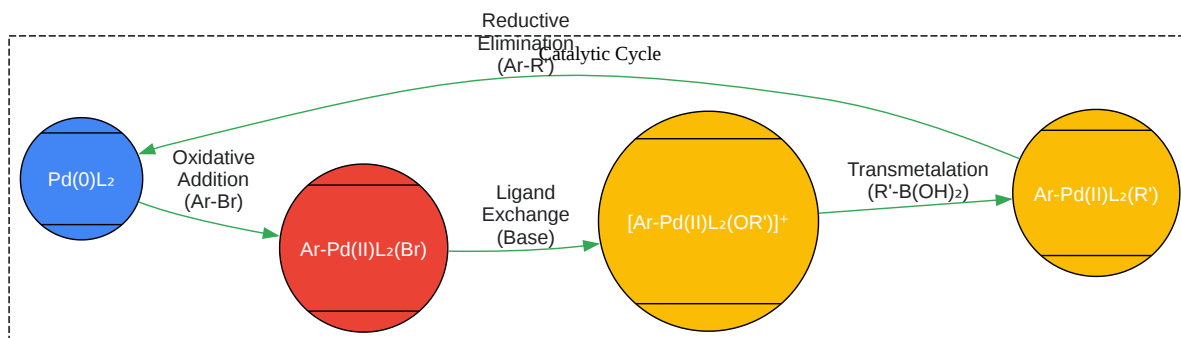 Reductive
Elimination
(Ar-R')
Catalytic Cycle
Pd(0)L₂
Oxidative
Addition
(Ar-Br)
Ar-Pd(II)L₂(Br)
Ligand
Exchange
(Base)
[Ar-Pd(II)L₂(OR')]⁺
Transmetalation
(R'-B(OH)₂)
Ar-Pd(II)L₂(R')